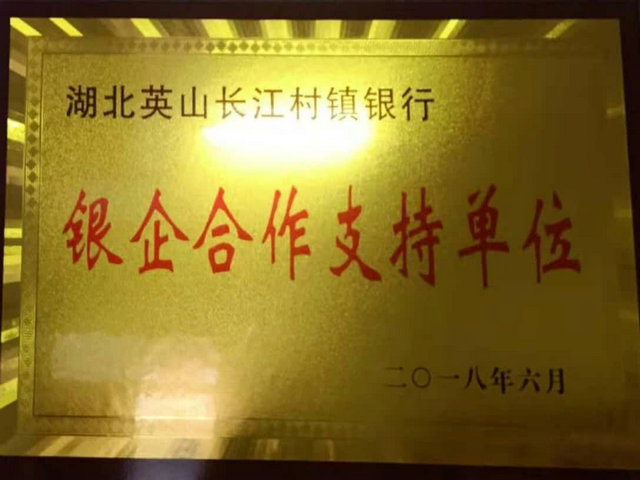 湖北英山长江村镇银行
银企合作支持单位
二〇一八年六月